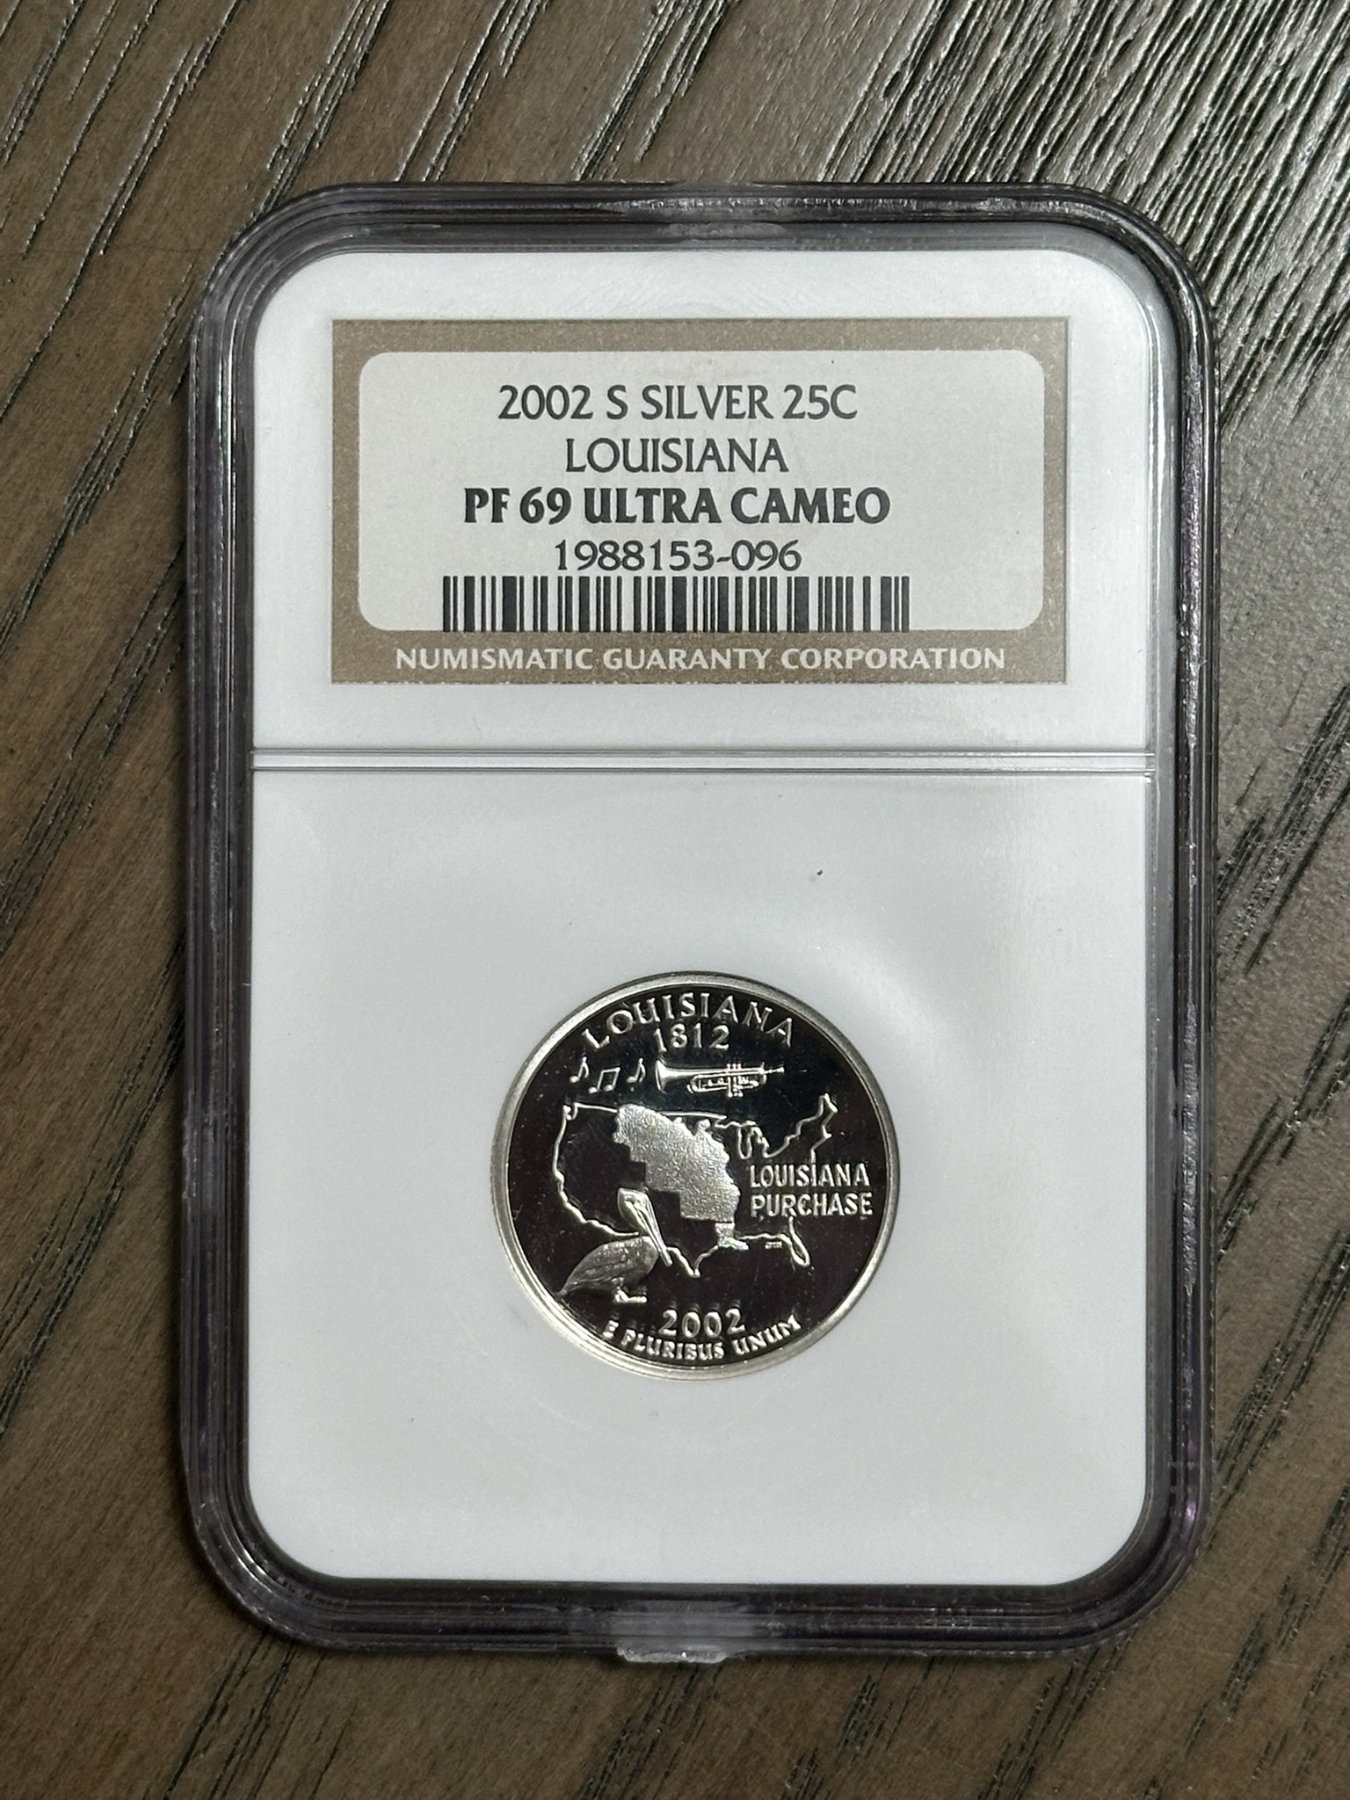 2002 S SILVER 25C
LOUISIANA
PF 69 ULTRA CAMEO
1988153-096
NUMISMATIC GUARANTY CORPORATION
LOUISIANA
1812
LOUISIANA
PURCHASE
2002
E PLURIBUS UNUM